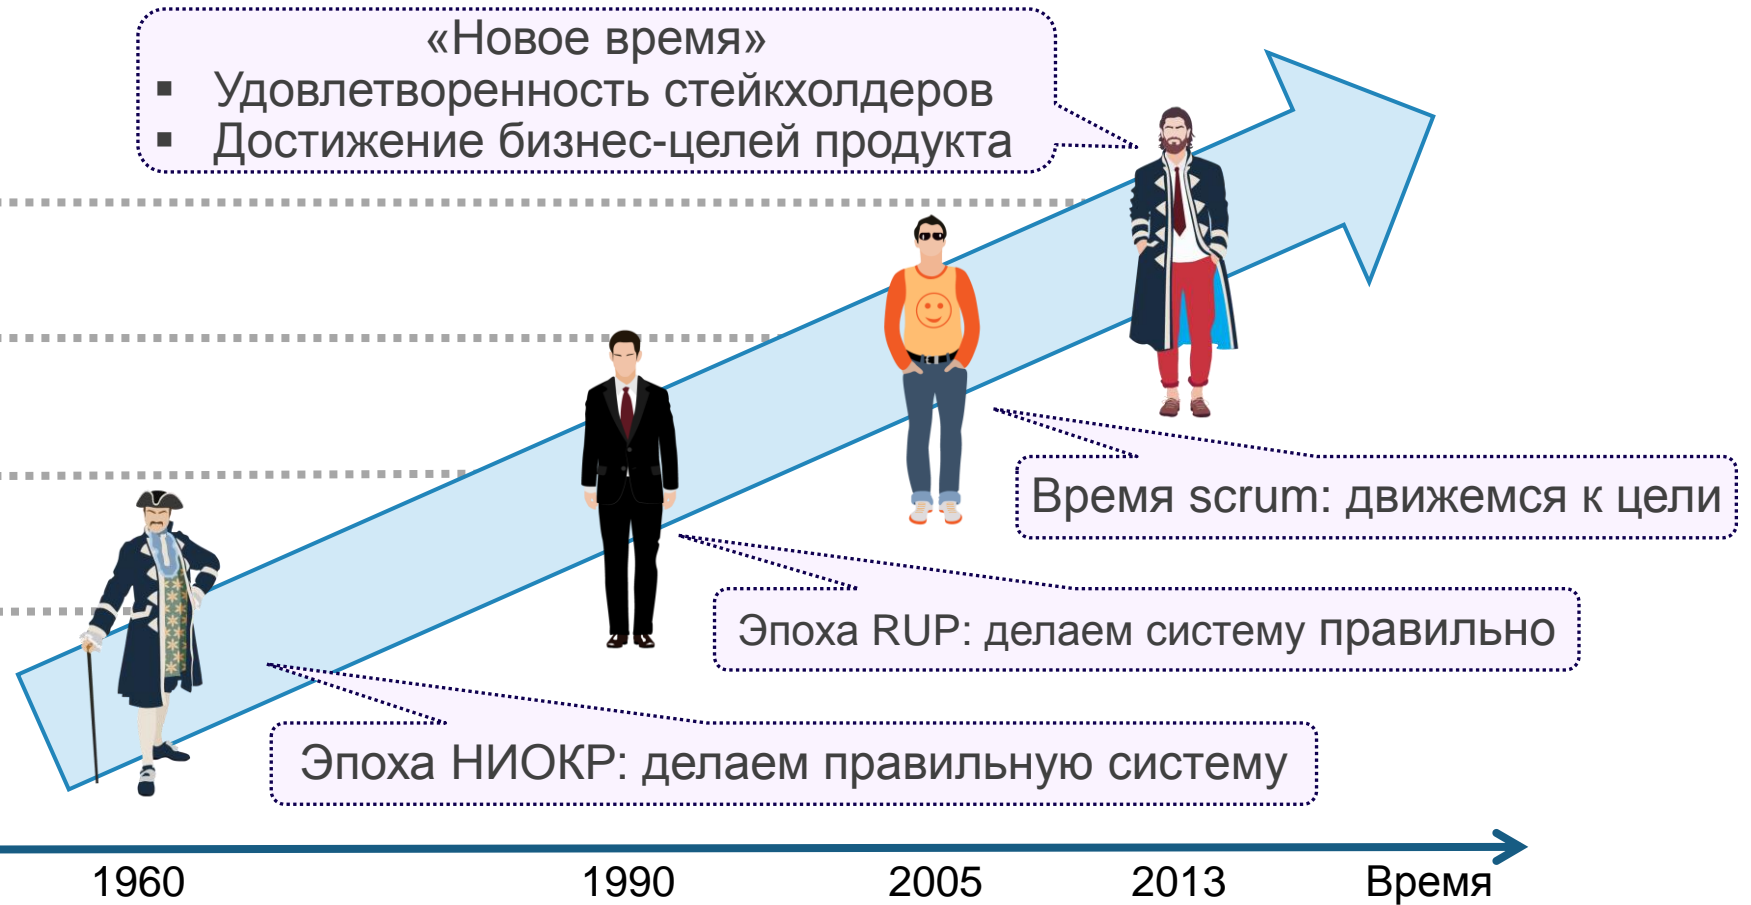 «Новое время»
▪ Удовлетворенность стейкхолдеров
▪ Достижение бизнес-целей продукта
Время scrum: движемся к цели
Эпоха RUP: делаем систему правильно
Эпоха НИОКР: делаем правильную систему
1960 1990 2005 2013 Время